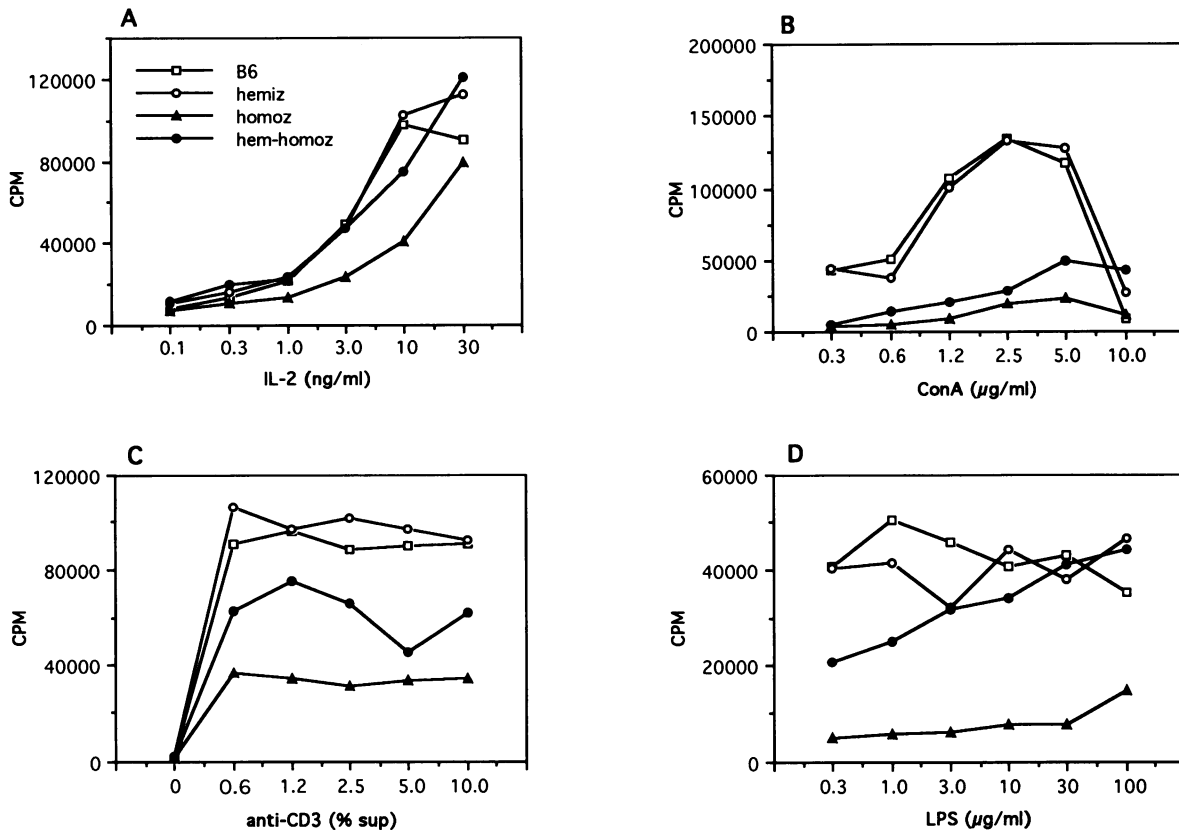 A
CPM
120000
80000
40000
0
B6
hemiz
homoz
hem-homoz
0.1 0.3 1.0 3.0 10 30
IL-2 (ng/ml)
B
CPM
200000
150000
100000
50000
0
0.3 0.6 1.2 2.5 5.0 10.0
ConA (µg/ml)
C
CPM
120000
80000
40000
0
0 0.6 1.2 2.5 5.0 10.0
anti-CD3 (% sup)
D
CPM
60000
40000
20000
0
0.3 1.0 3.0 10 30 100
LPS (µg/ml)